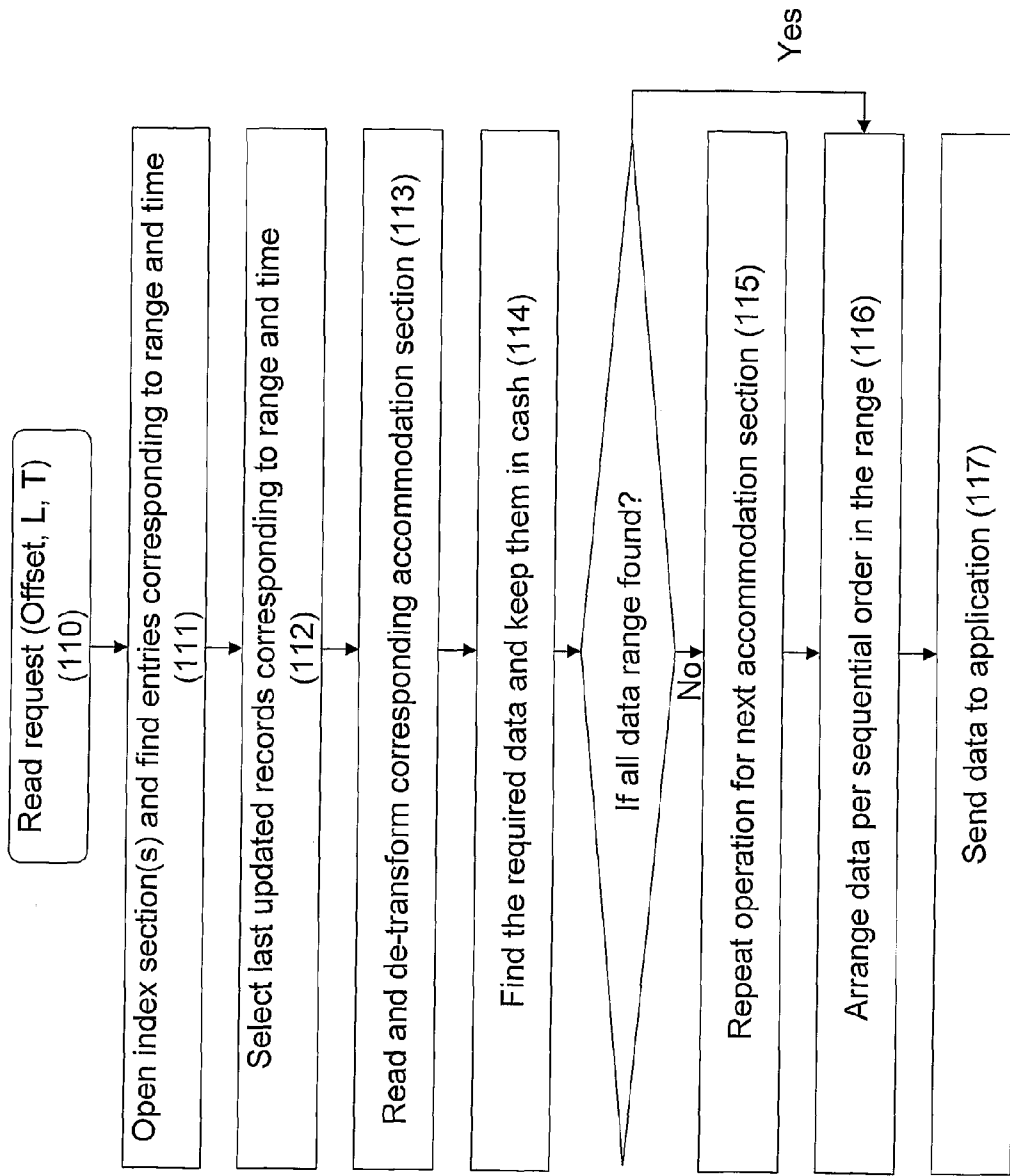 Read request (Offset, L, T)
(110)
Open index section(s) and find entries corresponding to range and time
(111)
Select last updated records corresponding to range and time
(112)
Read and de-transform corresponding accommodation section (113)
Find the required data and keep them in cash (114)
If all data range found?
Yes
No
Repeat operation for next accommodation section (115)
Arrange data per sequential order in the range (116)
Send data to application (117)